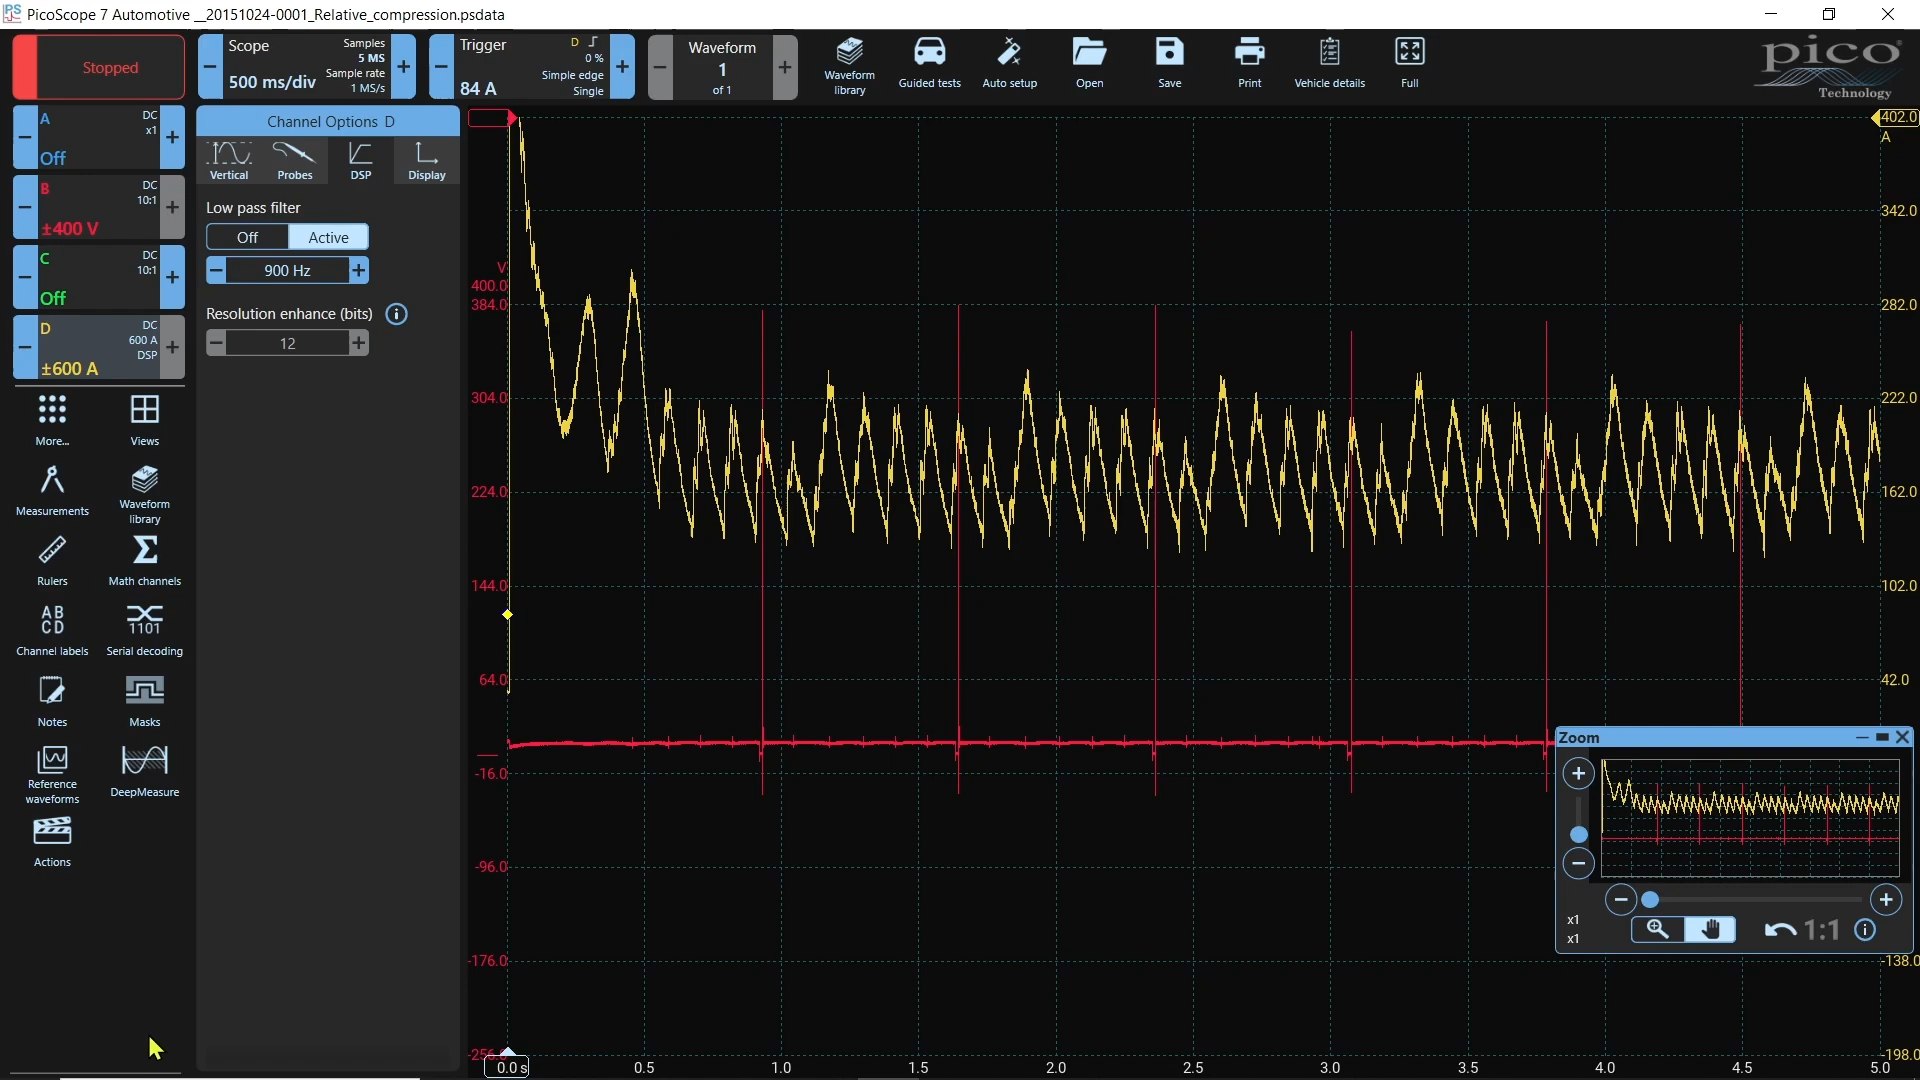 PicoScope 7 Automotive __20151024-0001_Relative_compression.psdata
Stopped
Scope
500 ms/div
Samples
5 MS
Sample rate
1 MS/s
Trigger
84 A
D
0 %
Simple edge
Single
Waveform
1
of 1
Waveform
library
Guided tests
Auto setup
Open
Save
Print
Vehicle details
Full
pico
Technology
A
DC
x1
Off
B
DC
10:1
±400 V
C
DC
10:1
Off
D
DC
600 A
DSP
±600 A
More...
Views
Measurements
Waveform
library
Rulers
Math channels
A B
C D
Channel labels
1101
Serial decoding
Notes
Masks
Reference
waveforms
DeepMeasure
Actions
Channel Options D
Vertical
Probes
DSP
Display
Low pass filter
Off
Active
900 Hz
Resolution enhance (bits)
12
V
400.0
384.0
304.0
224.0
144.0
64.0
-16.0
-96.0
-176.0
-256.0
402.0
A
342.0
282.0
222.0
162.0
102.0
42.0
-138.0
-198.0
0.0 s
0.5
1.0
1.5
2.0
2.5
3.0
3.5
4.0
4.5
5.0
Zoom
x1
x1
1:1